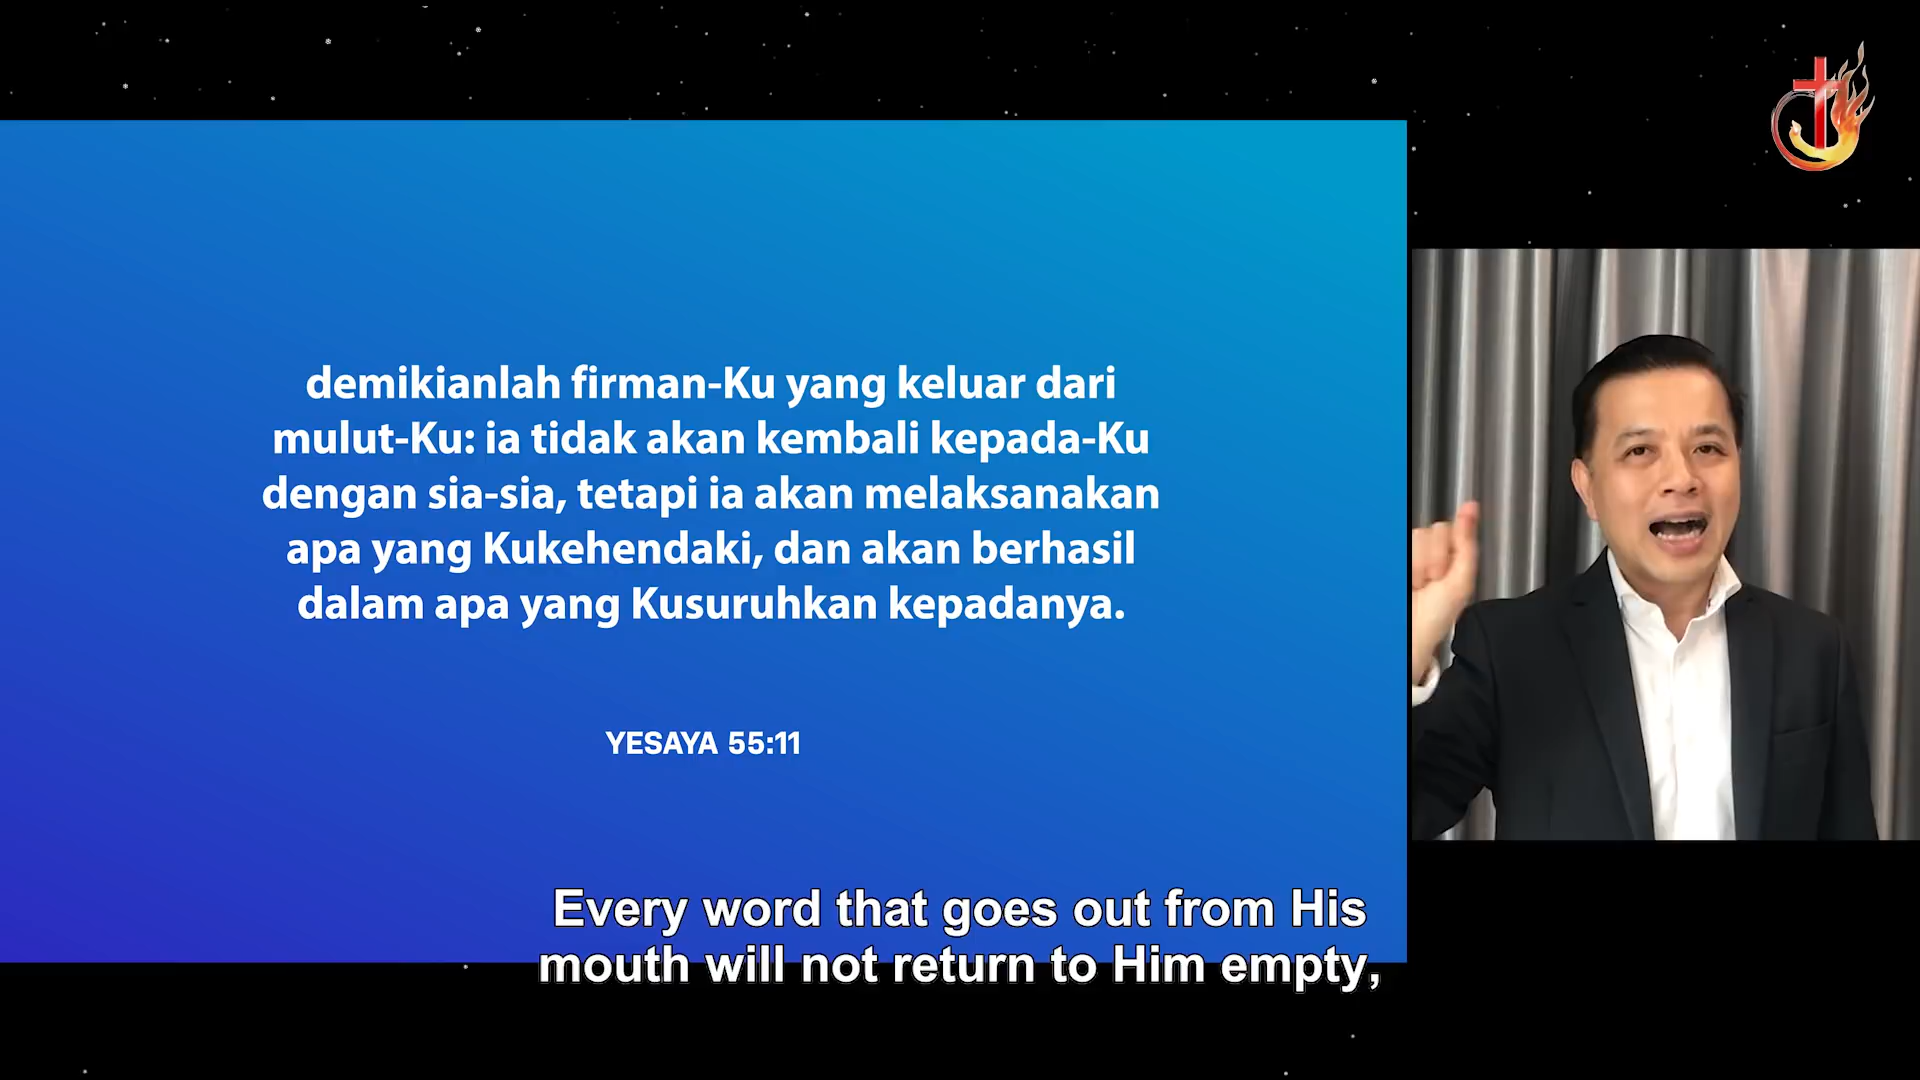 demikianlah firman-Ku yang keluar dari
mulut-Ku: ia tidak akan kembali kepada-Ku
dengan sia-sia, tetapi ia akan melaksanakan
apa yang Kukehendaki, dan akan berhasil
dalam apa yang Kusuruhkan kepadanya.
YESAYA 55:11
Every word that goes out from His
mouth will not return to Him empty,